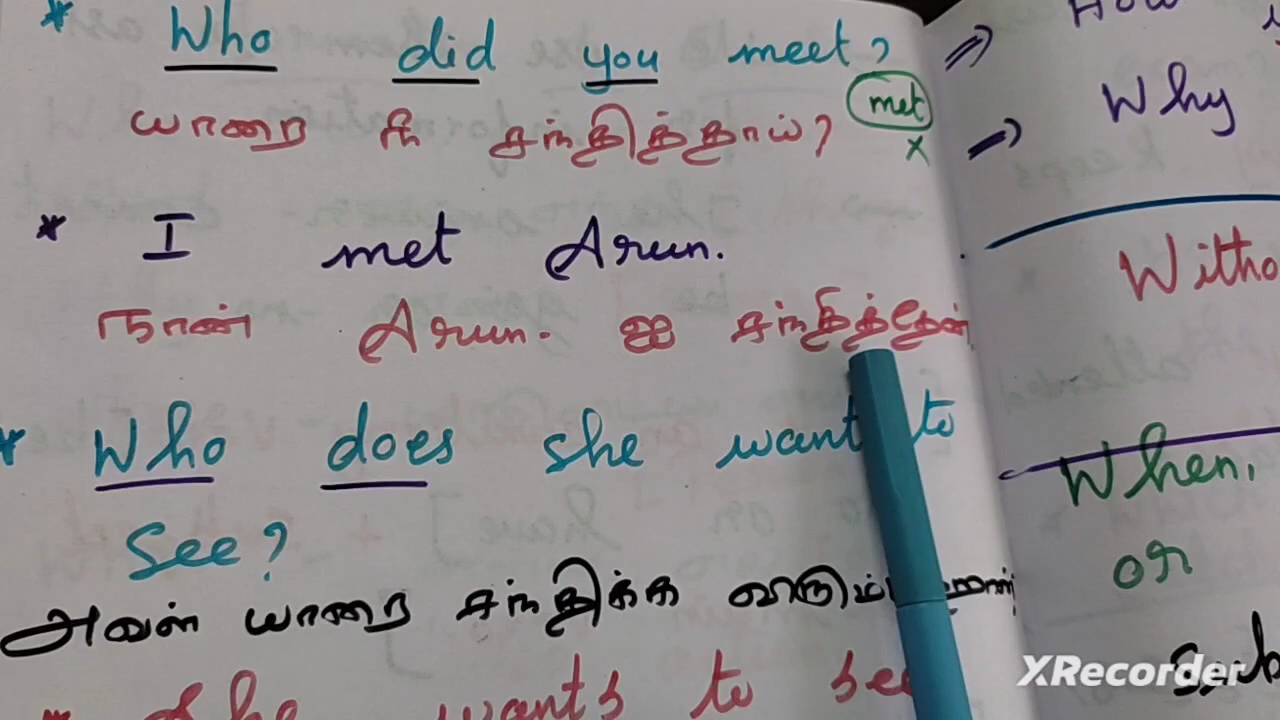 * Who did you meet?
met
x
யாரை நீ சந்தித்தாய்?
* I met Arun.
நான் Arun. ஐ சந்தித்தேன்
* Who does she want to
See?
அவள் யாரை சந்திக்க
* She wants to see
⇒ How
⇒ Why
When,
or
XRecorder